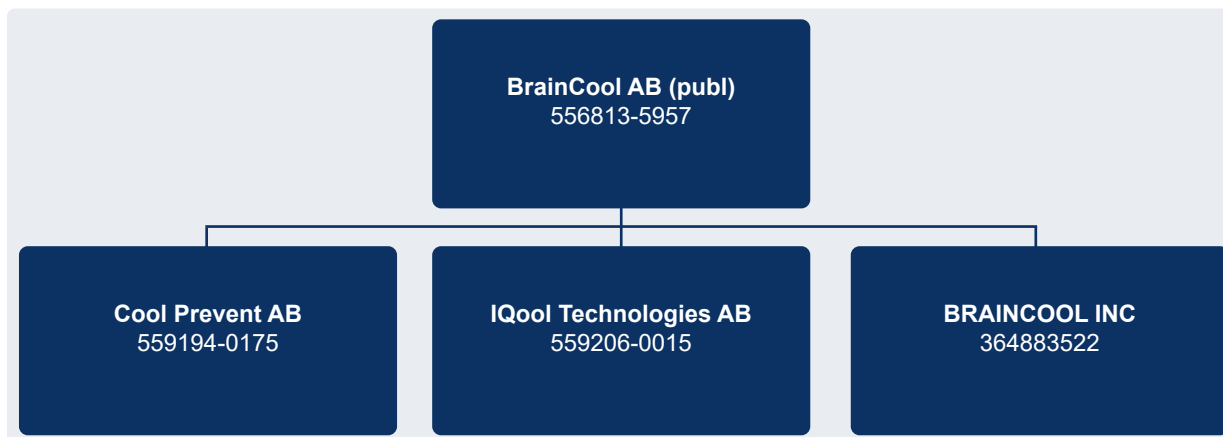 BrainCool AB (publ)
556813-5957
Cool Prevent AB
559194-0175
IQool Technologies AB
559206-0015
BRAINCOOL INC
364883522